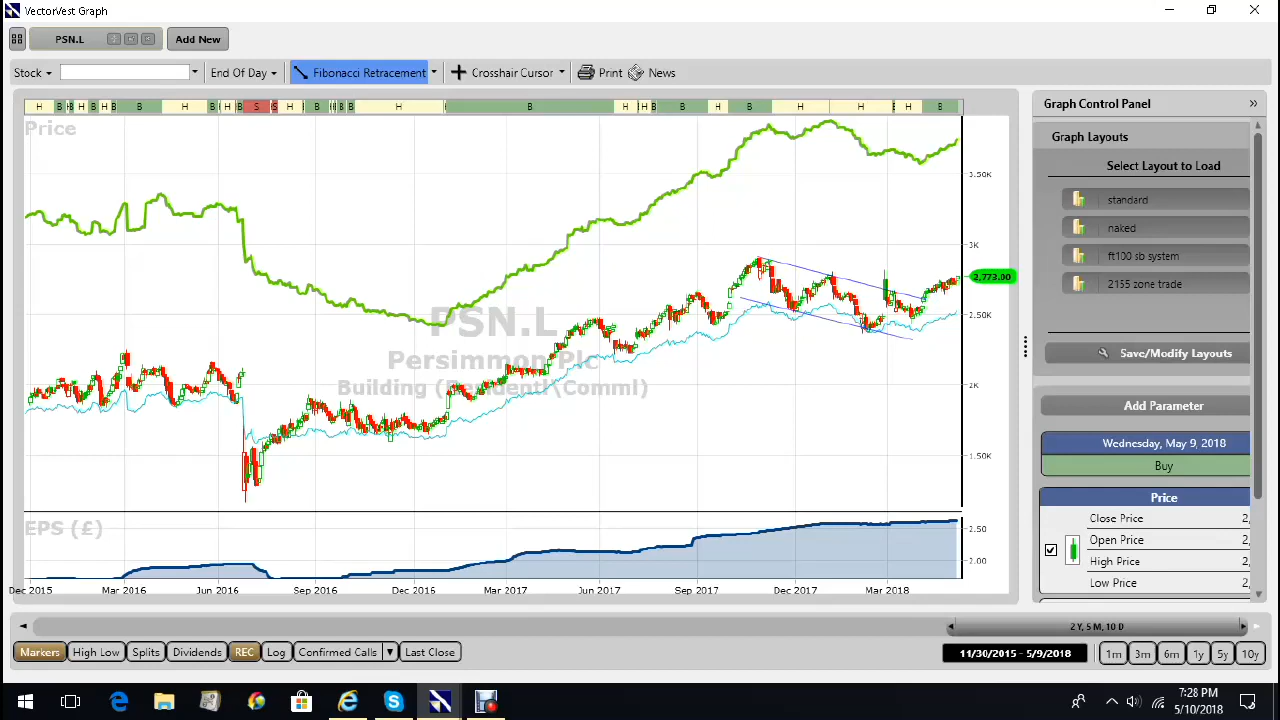 VectorVest Graph
PSN.L
Add New
Stock
End Of Day
Fibonacci Retracement
Crosshair Cursor
Print
News
H B H H B B H B H B S S H B B B H B H B B H B H H H B
Price
3.50K
3K
2,773.00
2.50K
2K
1.50K
PSN.L
Persimmon Plc
Building (Residentl\Comml)
EPS (£)
2.50
2.00
Dec 2015 Mar 2016 Jun 2016 Sep 2016 Dec 2016 Mar 2017 Jun 2017 Sep 2017 Dec 2017 Mar 2018
2 Y, 5 M, 10 D
Markers High Low Splits Dividends REC Log Confirmed Calls Last Close
11/30/2015 - 5/9/2018
1m 3m 6m 1y 5y 10y
Graph Control Panel
Graph Layouts
Select Layout to Load
standard
naked
ft100 sb system
2155 zone trade
Save/Modify Layouts
Add Parameter
Wednesday, May 9, 2018
Buy
Price
Close Price 2,
Open Price 2,
High Price 2,
Low Price 2,
7:28 PM
5/10/2018